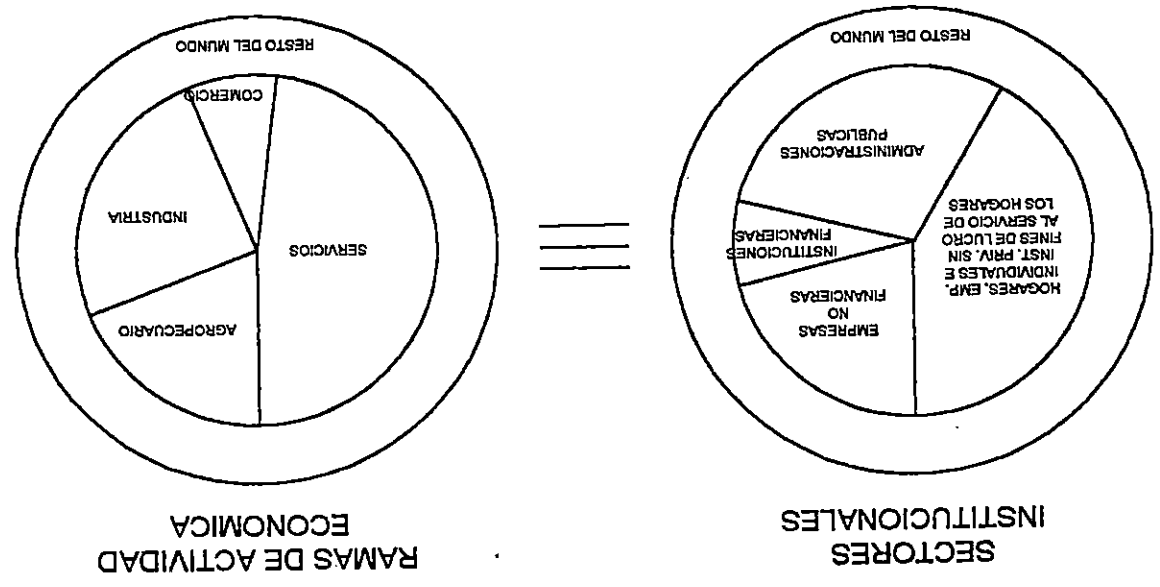 SECTORES
INSTITUCIONALES
HOGARES, EMP.
INDIVIDUALES E
INST. PRIV. SIN
FINES DE LUCRO
AL SERVICIO DE
LOS HOGARES
EMPRESAS
NO
FINANCIERAS
INSTITUCIONES
FINANCIERAS
ADMINISTRACIONES
PUBLICAS
RESTO DEL MUNDO
RAMAS DE ACTIVIDAD
ECONOMICA
AGROPECUARIO
SERVICIOS
INDUSTRIA
COMERCIO
RESTO DEL MUNDO